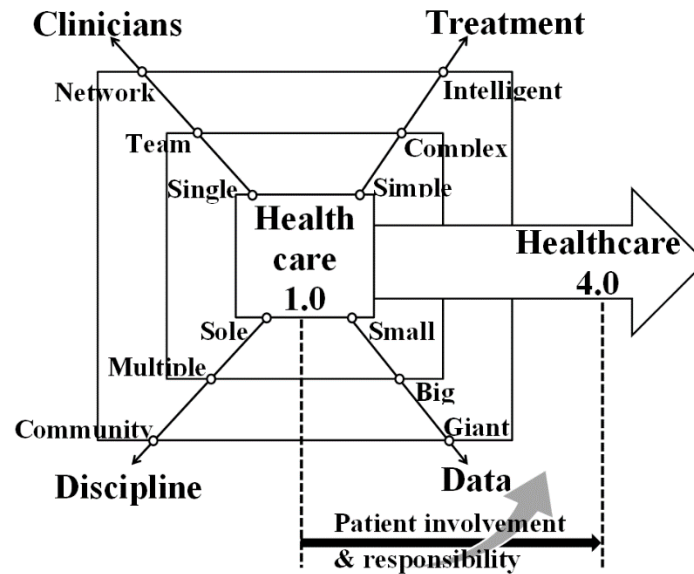 Clinicians
Treatment
Network
Intelligent
Team
Complex
Single
Simple
Health
care
1.0
Healthcare
4.0
Sole
Small
Multiple
Big
Community
Giant
Discipline
Data
Patient involvement
& responsibility